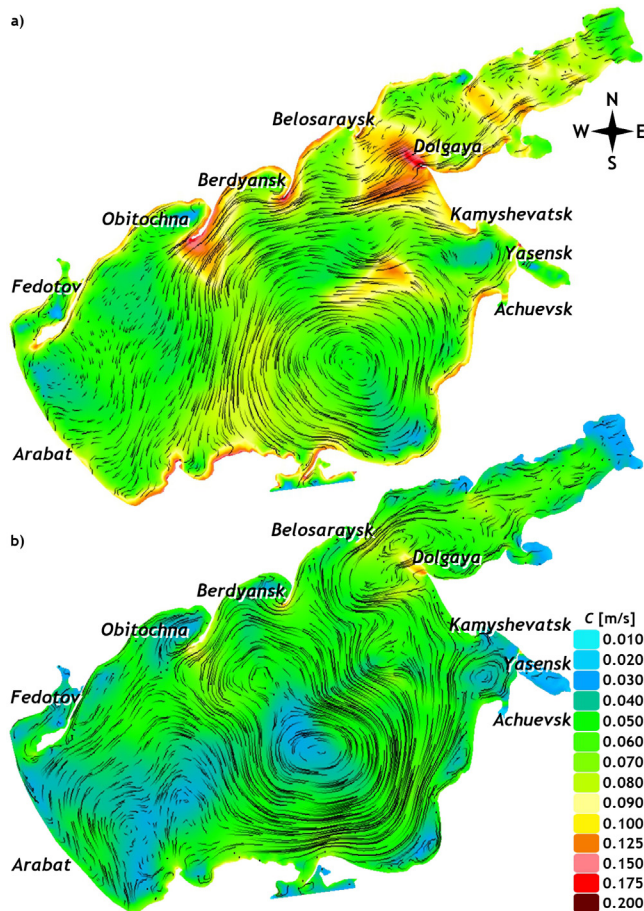 a)
N
W E
S
Belosaraysk
Dolgaya
Berdyansk
Obitochna
Kamyshevatsk
Yasensk
Fedotov
Achuevsk
Arabat
b)
Belosaraysk
Dolgaya
Berdyansk
C [m/s]
Obitochna
Kamyshevatsk
0.010
0.020
Yasensk
0.030
Fedotov
0.040
Achuevsk
0.050
0.060
0.070
0.080
0.090
0.100
0.125
Arabat
0.150
0.175
0.200